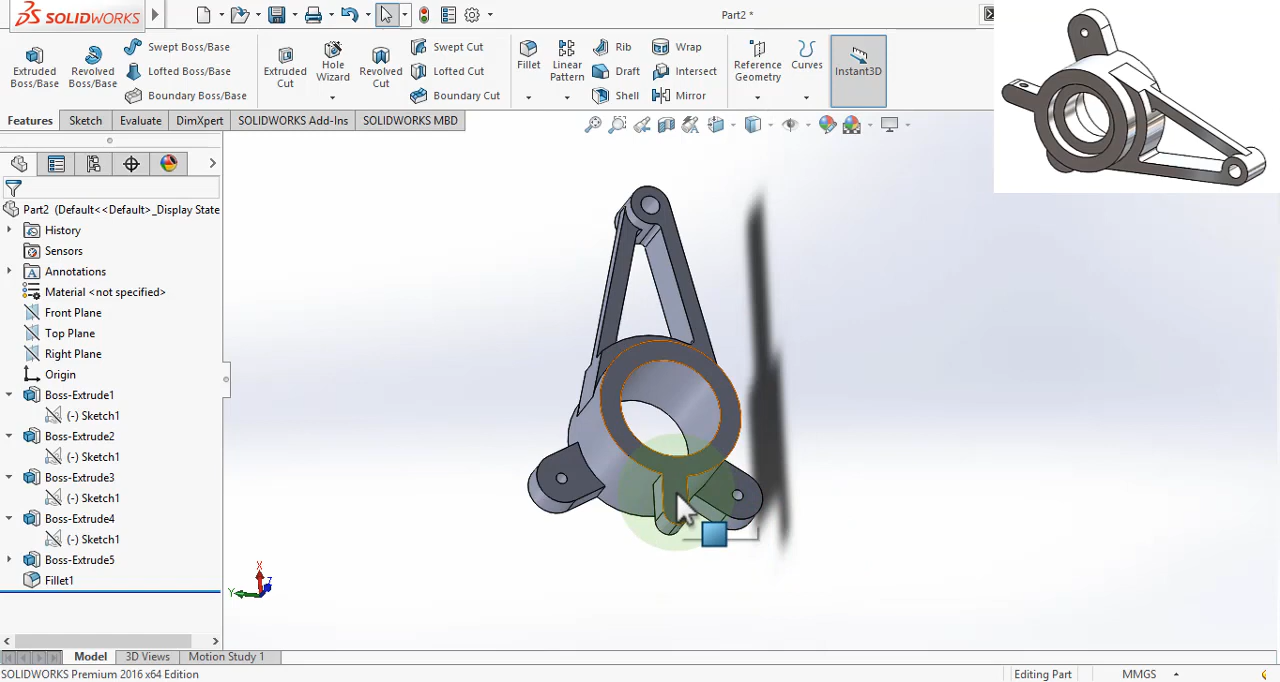 SOLIDWORKS
Part2 *
Extruded Boss/Base
Revolved Boss/Base
Swept Boss/Base
Lofted Boss/Base
Boundary Boss/Base
Extruded Cut
Hole Wizard
Revolved Cut
Swept Cut
Lofted Cut
Boundary Cut
Fillet
Linear Pattern
Rib
Draft
Shell
Wrap
Intersect
Mirror
Reference Geometry
Curves
Instant3D
Features
Sketch
Evaluate
DimXpert
SOLIDWORKS Add-Ins
SOLIDWORKS MBD
Part2 (Default<<Default>_Display State
History
Sensors
Annotations
Material <not specified>
Front Plane
Top Plane
Right Plane
Origin
Boss-Extrude1
(-) Sketch1
Boss-Extrude2
(-) Sketch1
Boss-Extrude3
(-) Sketch1
Boss-Extrude4
(-) Sketch1
Boss-Extrude5
Fillet1
X
Y
Z
Model
3D Views
Motion Study 1
SOLIDWORKS Premium 2016 x64 Edition
Editing Part
MMGS